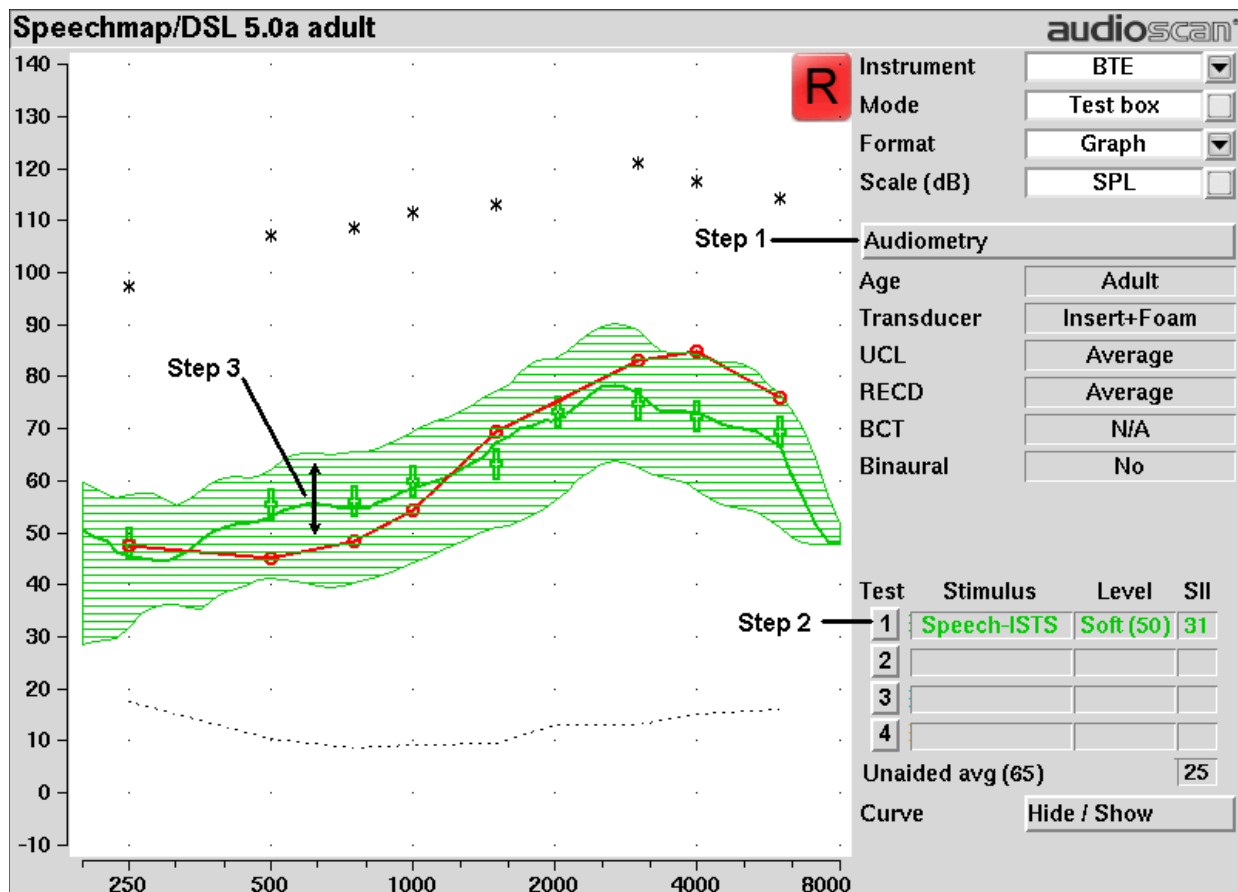 Speechmap/DSL 5.0a adult
audioscan
R
Instrument BTE
Mode Test box
Format Graph
Scale (dB) SPL
Step 1
Audiometry
Age Adult
Transducer Insert+Foam
UCL Average
RECD Average
BCT N/A
Binaural No
Step 3
Test Stimulus Level SII
Step 2
1 Speech-ISTS Soft (50) 31
2
3
4
Unaided avg (65) 25
Curve Hide / Show
140
130
120
110
100
90
80
70
60
50
40
30
20
10
0
-10
250 500 1000 2000 4000 8000